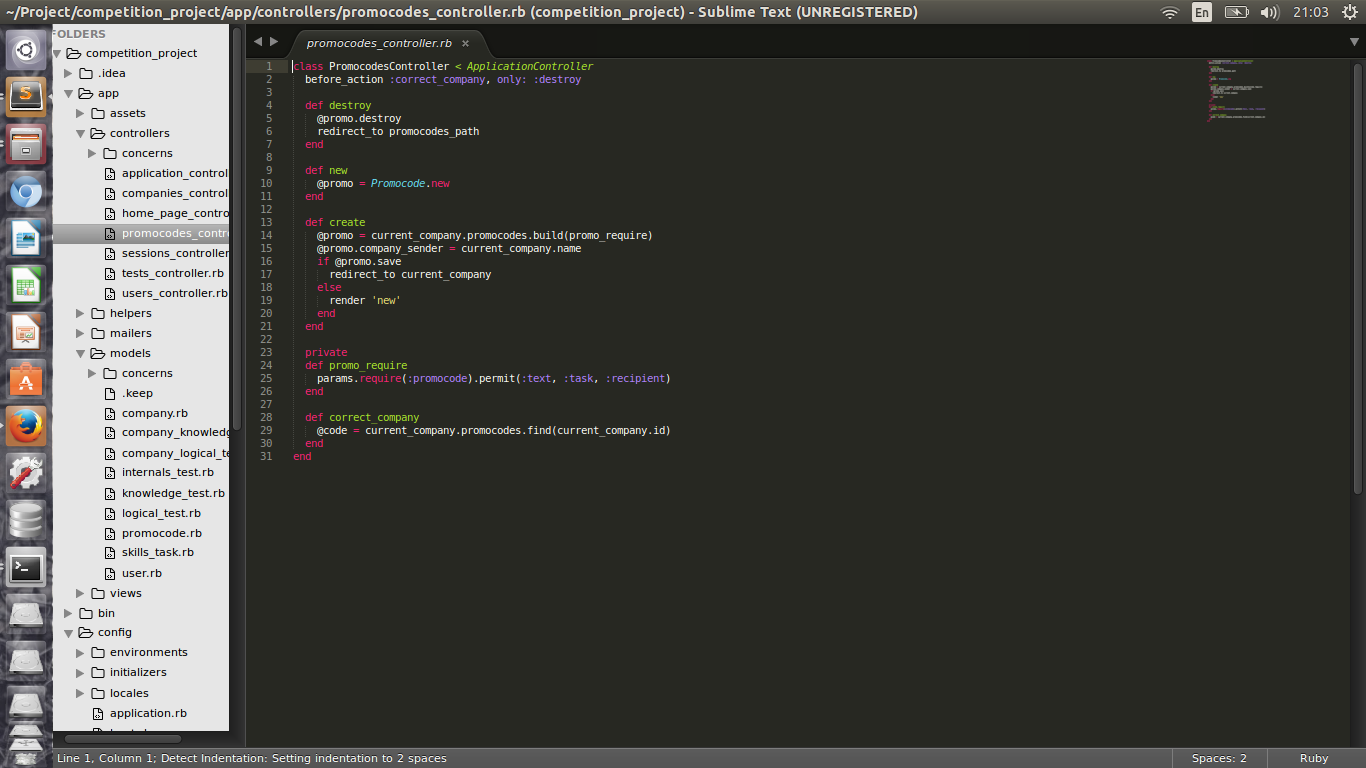 ~/Project/competition_project/app/controllers/promocodes_controller.rb (competition_project) - Sublime Text (UNREGISTERED)
En
21:03
FOLDERS
competition_project
.idea
app
assets
controllers
concerns
application_control
companies_control
home_page_contro
promocodes_contr
sessions_controller
tests_controller.rb
users_controller.rb
helpers
mailers
models
concerns
.keep
company.rb
company_knowledg
company_logical_te
internals_test.rb
knowledge_test.rb
logical_test.rb
promocode.rb
skills_task.rb
user.rb
views
bin
config
environments
initializers
locales
application.rb
promocodes_controller.rb ×
1 class PromocodesController < ApplicationController
2   before_action :correct_company, only: :destroy
3
4   def destroy
5     @promo.destroy
6     redirect_to promocodes_path
7   end
8
9   def new
10     @promo = Promocode.new
11   end
12
13   def create
14     @promo = current_company.promocodes.build(promo_require)
15     @promo.company_sender = current_company.name
16     if @promo.save
17       redirect_to current_company
18     else
19       render 'new'
20     end
21   end
22
23   private
24   def promo_require
25     params.require(:promocode).permit(:text, :task, :recipient)
26   end
27
28   def correct_company
29     @code = current_company.promocodes.find(current_company.id)
30   end
31 end
Line 1, Column 1; Detect Indentation: Setting indentation to 2 spaces
Spaces: 2
Ruby